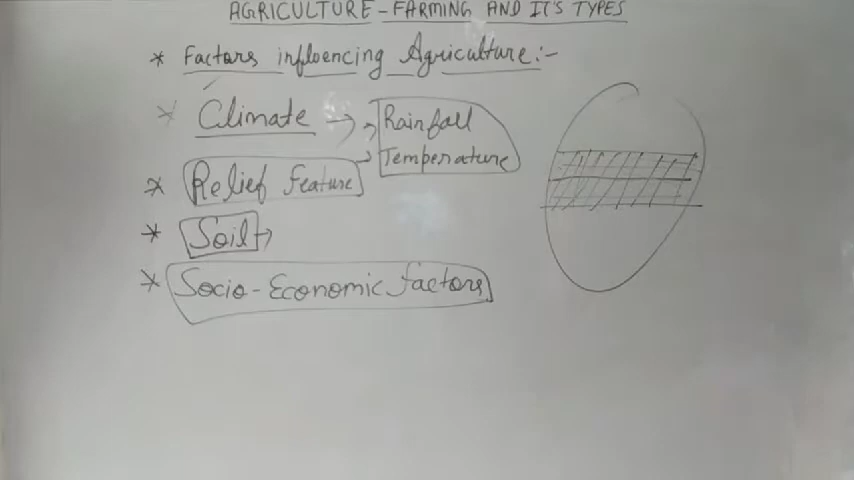 AGRICULTURE - FARMING AND IT'S TYPES
* Factors influencing Agriculture:-
* Climate → Rainfall
Temperature
* Relief Feature
* Soil →
* Socio-Economic factors